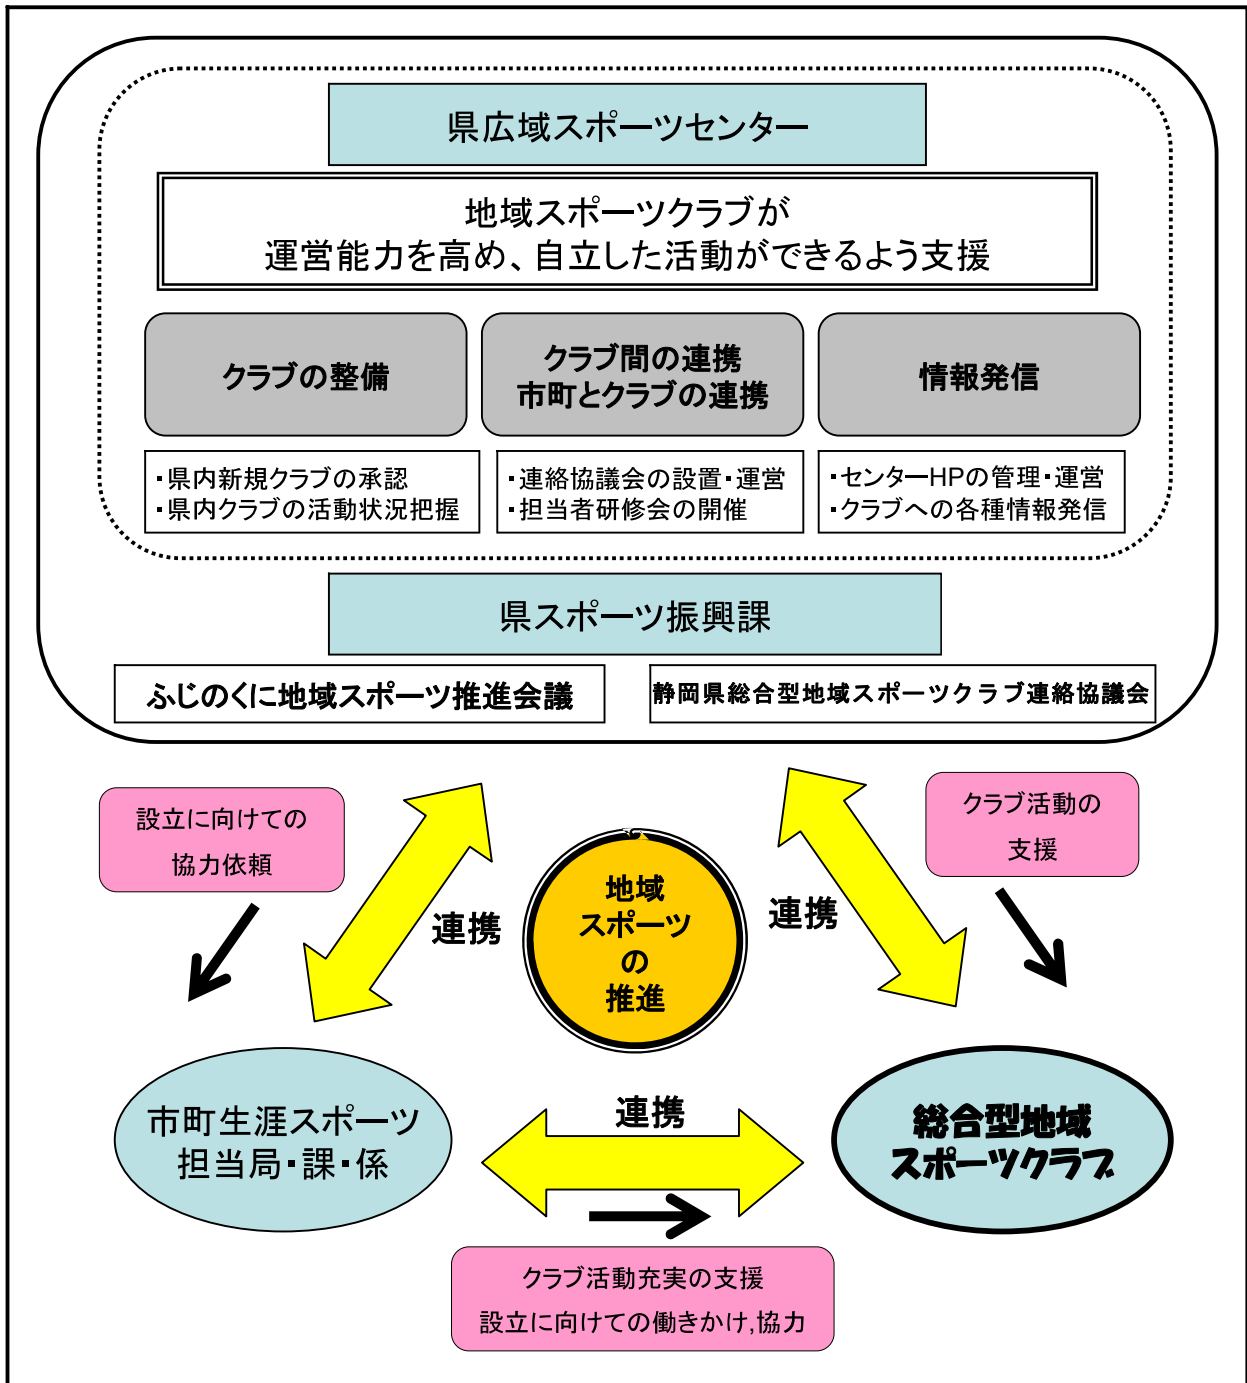 県広域スポーツセンター
地域スポーツクラブが
運営能力を高め、自立した活動ができるよう支援
クラブの整備
クラブ間の連携
市町とクラブの連携
情報発信
・県内新規クラブの承認
・県内クラブの活動状況把握
・連絡協議会の設置・運営
・担当者研修会の開催
・センターHPの管理・運営
・クラブへの各種情報発信
県スポーツ振興課
ふじのくに地域スポーツ推進会議
静岡県総合型地域スポーツクラブ連絡協議会
設立に向けての
協力依頼
クラブ活動の
支援
連携
地域
スポーツ
の
推進
連携
市町生涯スポーツ
担当局・課・係
連携
総合型地域
スポーツクラブ
クラブ活動充実の支援
設立に向けての働きかけ,協力